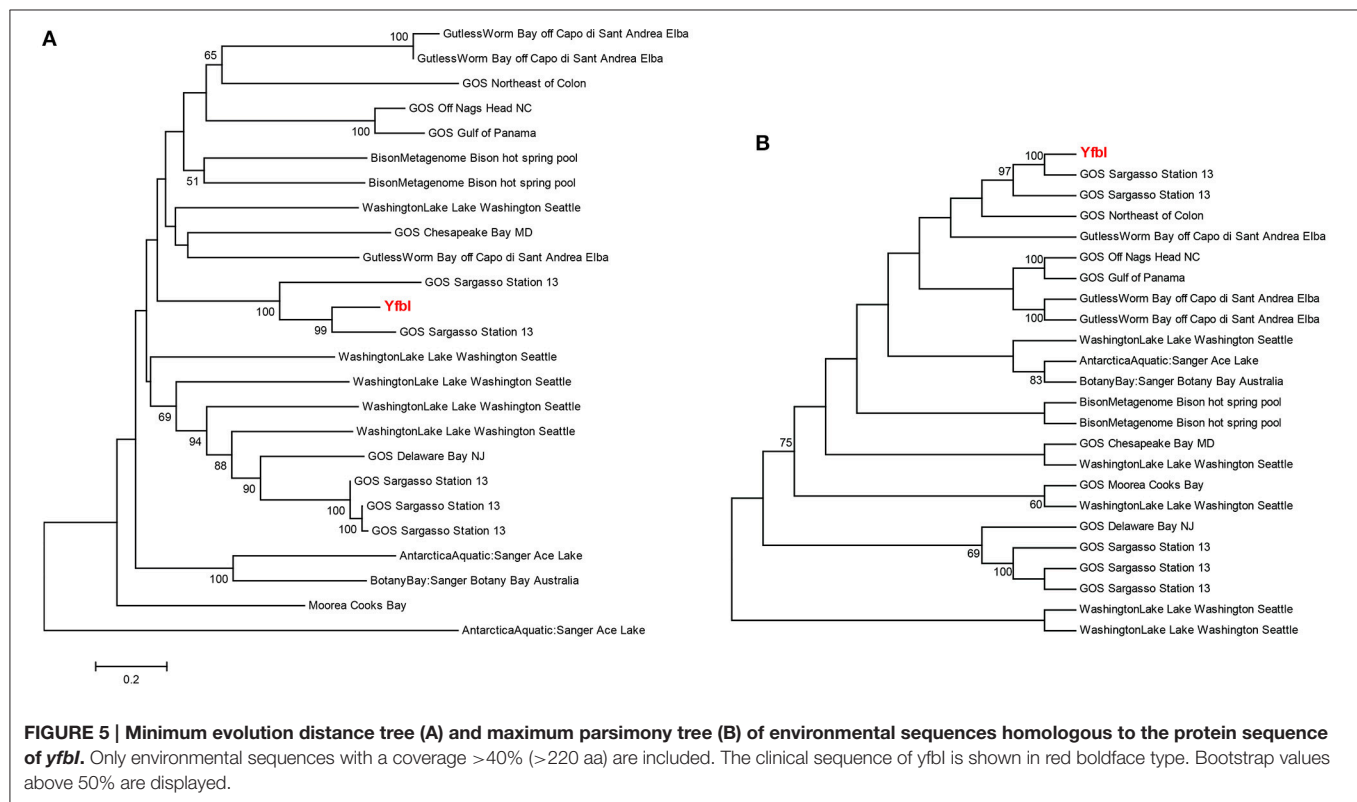 A
GutlessWorm Bay off Capo di Sant Andrea Elba
100
GutlessWorm Bay off Capo di Sant Andrea Elba
65
GOS Northeast of Colon
GOS Off Nags Head NC
100
GOS Gulf of Panama
BisonMetagenome Bison hot spring pool
51
BisonMetagenome Bison hot spring pool
WashingtonLake Lake Washington Seattle
GOS Chesapeake Bay MD
GutlessWorm Bay off Capo di Sant Andrea Elba
GOS Sargasso Station 13
100
YfbI
99
GOS Sargasso Station 13
WashingtonLake Lake Washington Seattle
WashingtonLake Lake Washington Seattle
69
WashingtonLake Lake Washington Seattle
94
WashingtonLake Lake Washington Seattle
88
GOS Delaware Bay NJ
90
GOS Sargasso Station 13
100
GOS Sargasso Station 13
100
GOS Sargasso Station 13
AntarcticaAquatic:Sanger Ace Lake
100
BotanyBay:Sanger Botany Bay Australia
Moorea Cooks Bay
AntarcticaAquatic:Sanger Ace Lake
0.2
B
100
YfbI
97
GOS Sargasso Station 13
GOS Sargasso Station 13
GOS Northeast of Colon
GutlessWorm Bay off Capo di Sant Andrea Elba
100
GOS Off Nags Head NC
GOS Gulf of Panama
GutlessWorm Bay off Capo di Sant Andrea Elba
100
GutlessWorm Bay off Capo di Sant Andrea Elba
WashingtonLake Lake Washington Seattle
AntarcticaAquatic:Sanger Ace Lake
83
BotanyBay:Sanger Botany Bay Australia
BisonMetagenome Bison hot spring pool
BisonMetagenome Bison hot spring pool
75
GOS Chesapeake Bay MD
WashingtonLake Lake Washington Seattle
GOS Moorea Cooks Bay
60
WashingtonLake Lake Washington Seattle
GOS Delaware Bay NJ
69
GOS Sargasso Station 13
100
GOS Sargasso Station 13
GOS Sargasso Station 13
WashingtonLake Lake Washington Seattle
WashingtonLake Lake Washington Seattle
FIGURE 5 | Minimum evolution distance tree (A) and maximum parsimony tree (B) of environmental sequences homologous to the protein sequence
of yfbI. Only environmental sequences with a coverage >40% (>220 aa) are included. The clinical sequence of yfbI is shown in red boldface type. Bootstrap values
above 50% are displayed.